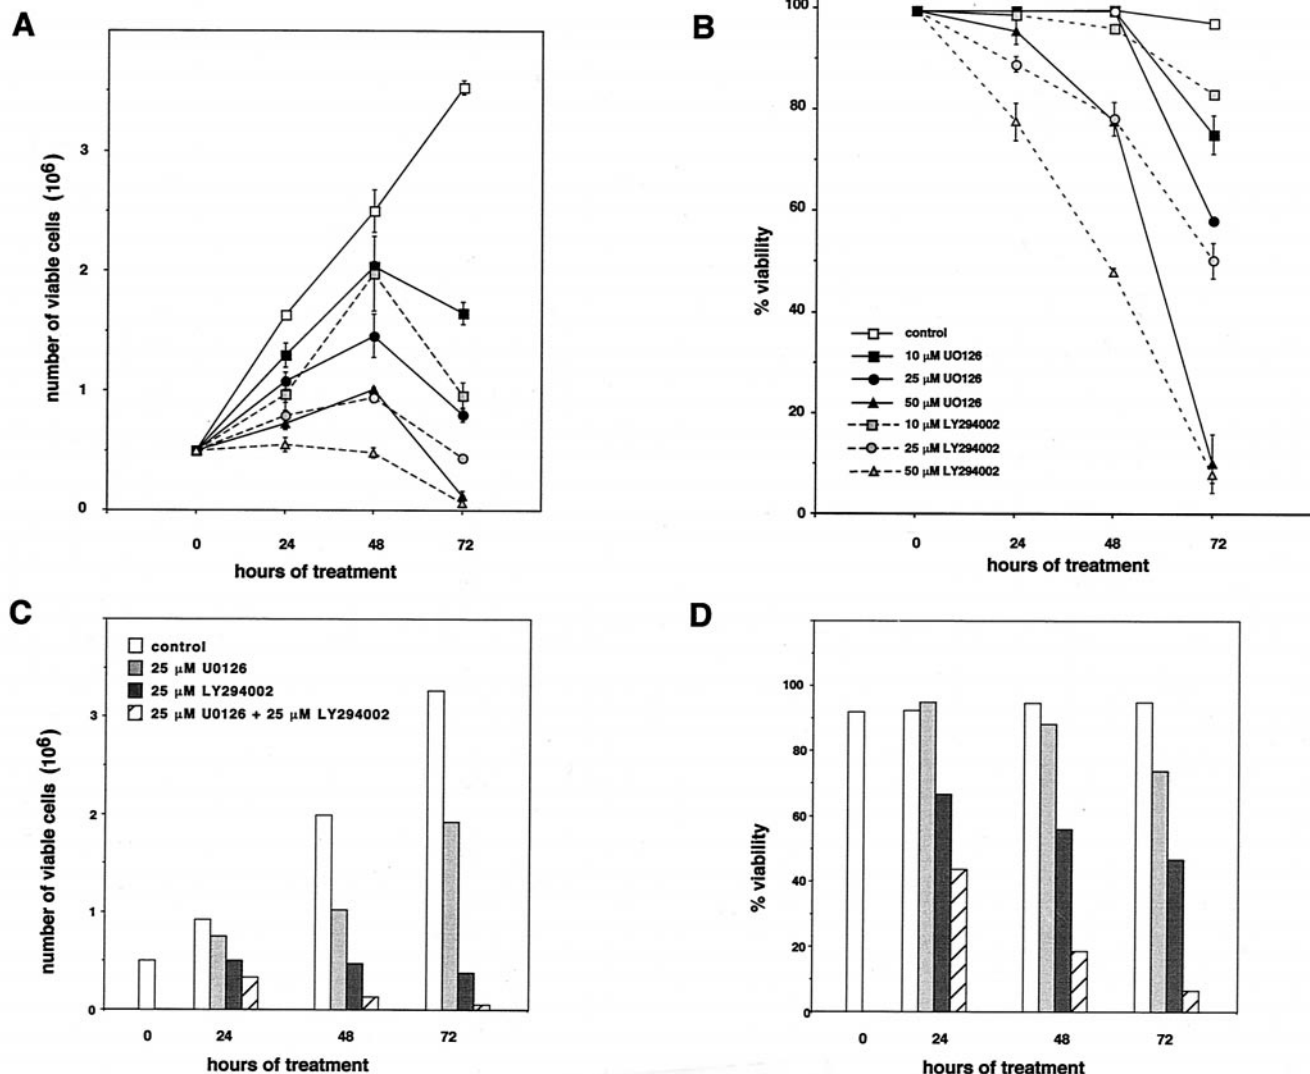 A
number of viable cells (10⁶)
3
2
1
0
0 24 48 72
hours of treatment
B
% viability
100
80
60
40
20
0
control
10 μM UO126
25 μM UO126
50 μM UO126
10 μM LY294002
25 μM LY294002
50 μM LY294002
0 24 48 72
hours of treatment
C
number of viable cells (10⁶)
3
2
1
0
control
25 μM U0126
25 μM LY294002
25 μM U0126 + 25 μM LY294002
0 24 48 72
hours of treatment
D
% viability
100
80
60
40
20
0
0 24 48 72
hours of treatment